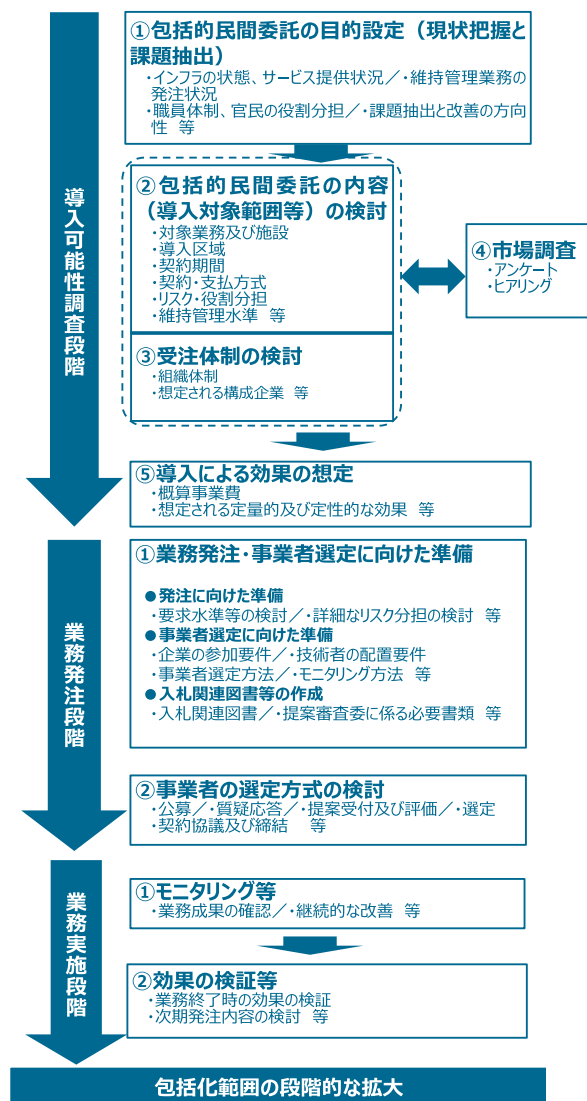 導入可能性調査段階
①包括的民間委託の目的設定（現状把握と
課題抽出）
・インフラの状態、サービス提供状況／・維持管理業務の
発注状況
・職員体制、官民の役割分担／・課題抽出と改善の方向
性 等
②包括的民間委託の内容
（導入対象範囲等）の検討
・対象業務及び施設
・導入区域
・契約期間
・契約・支払方式
・リスク・役割分担
・維持管理水準 等
③受注体制の検討
・組織体制
・想定される構成企業 等
④市場調査
・アンケート
・ヒアリング
⑤導入による効果の想定
・概算事業費
・想定される定量的及び定性的な効果 等
業務発注段階
①業務発注・事業者選定に向けた準備
●発注に向けた準備
・要求水準等の検討／・詳細なリスク分担の検討 等
●事業者選定に向けた準備
・企業の参加要件／・技術者の配置要件
・事業者選定方法／・モニタリング方法 等
●入札関連図書等の作成
・入札関連図書／・提案審査委に係る必要書類 等
②事業者の選定方式の検討
・公募／・質疑応答／・提案受付及び評価／・選定
・契約協議及び締結 等
業務実施段階
①モニタリング等
・業務成果の確認／・継続的な改善 等
②効果の検証等
・業務終了時の効果の検証
・次期発注内容の検討 等
包括化範囲の段階的な拡大